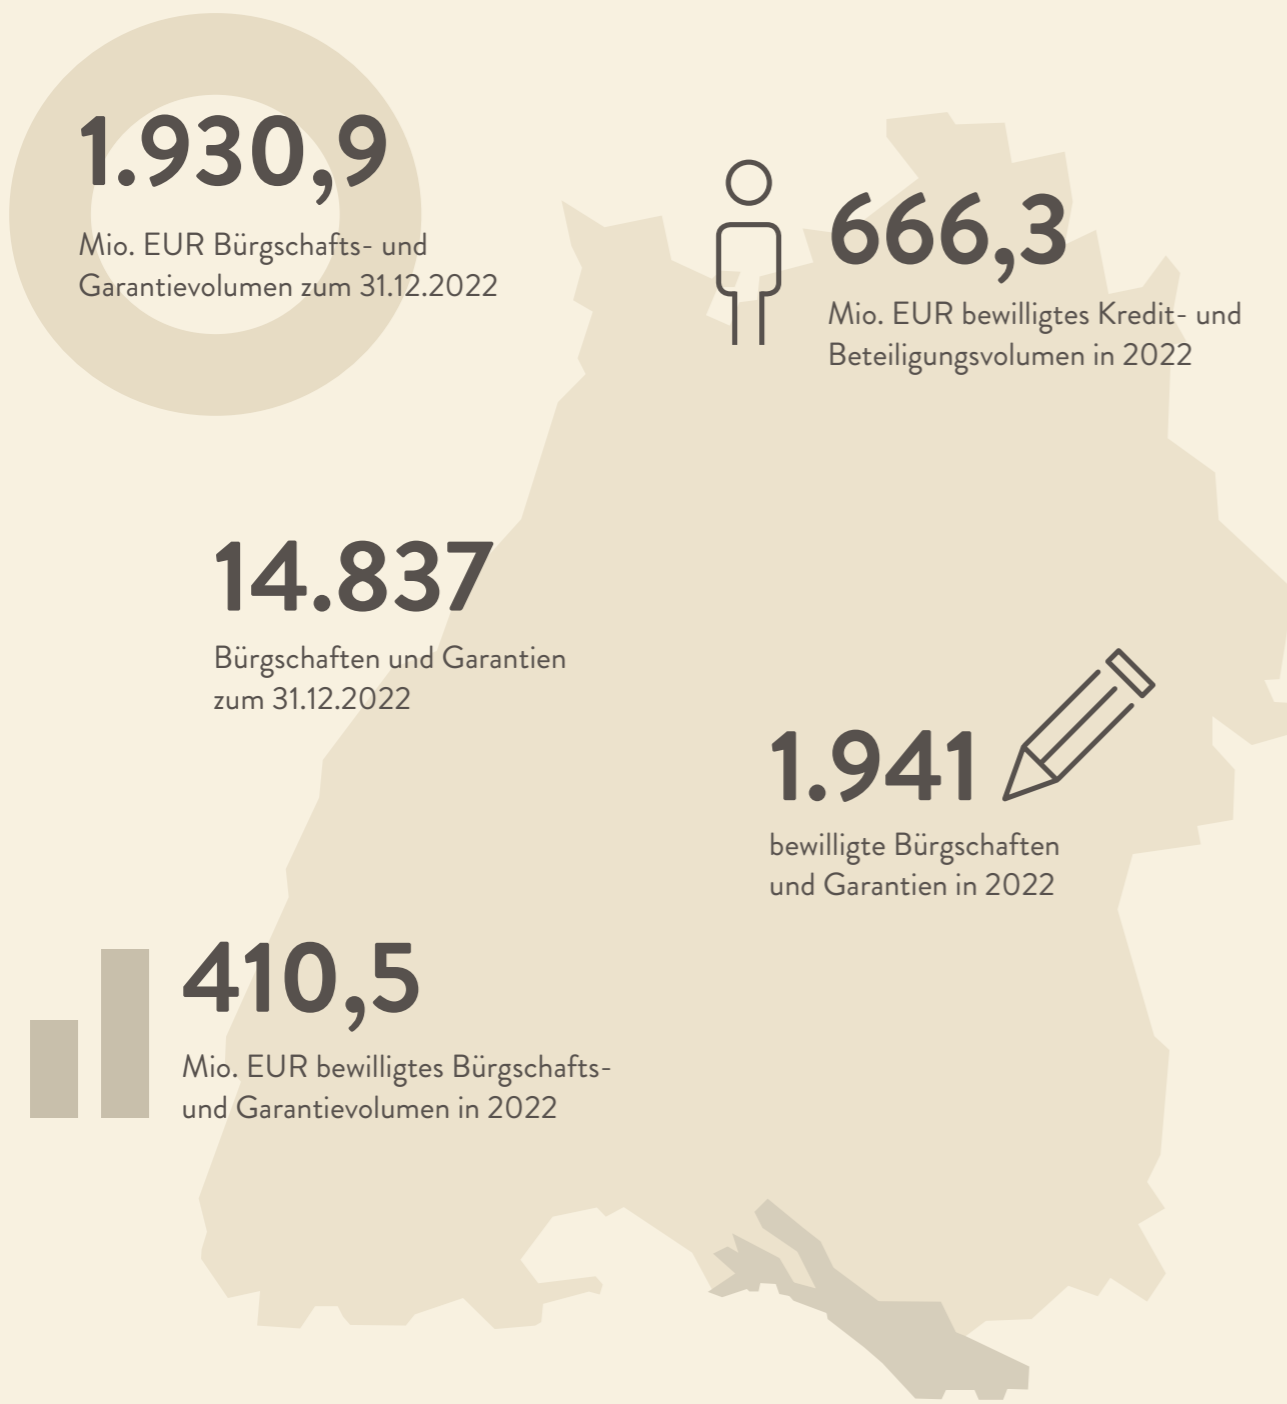 1.930,9
Mio. EUR Bürgschafts- und
Garantievolumen zum 31.12.2022
666,3
Mio. EUR bewilligtes Kredit- und
Beteiligungsvolumen in 2022
14.837
Bürgschaften und Garantien
zum 31.12.2022
1.941
bewilligte Bürgschaften
und Garantien in 2022
410,5
Mio. EUR bewilligtes Bürgschafts-
und Garantievolumen in 2022